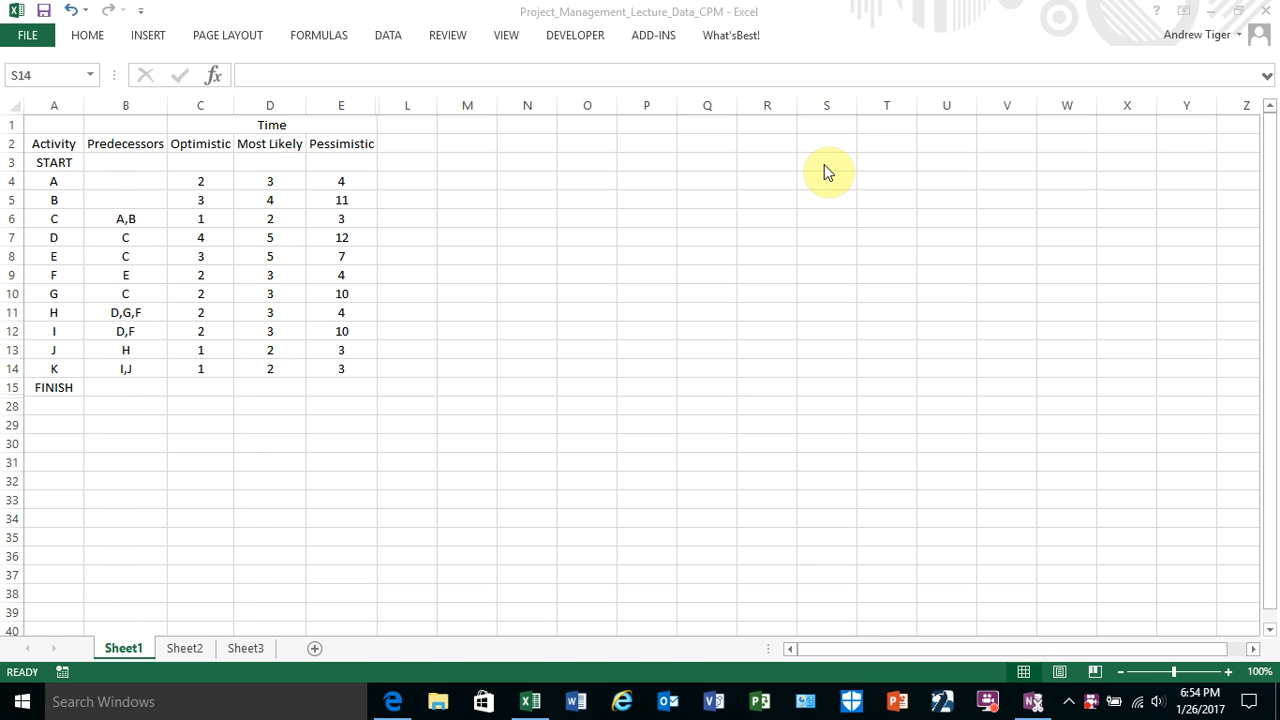 Project_Management_Lecture_Data_CPM - Excel
FILE HOME INSERT PAGE LAYOUT FORMULAS DATA REVIEW VIEW DEVELOPER ADD-INS What'sBest! Andrew Tiger
S14 fx
A B C D E L M N O P Q R S T U V W X Y Z
1 Time
2 Activity Predecessors Optimistic Most Likely Pessimistic
3 START
4 A 2 3 4
5 B 3 4 11
6 C A,B 1 2 3
7 D C 4 5 12
8 E C 3 5 7
9 F E 2 3 4
10 G C 2 3 10
11 H D,G,F 2 3 4
12 I D,F 2 3 10
13 J H 1 2 3
14 K I,J 1 2 3
15 FINISH
28
29
30
31
32
33
34
35
36
37
38
39
40
Sheet1 Sheet2 Sheet3
READY 100%
Search Windows 6:54 PM
1/26/2017